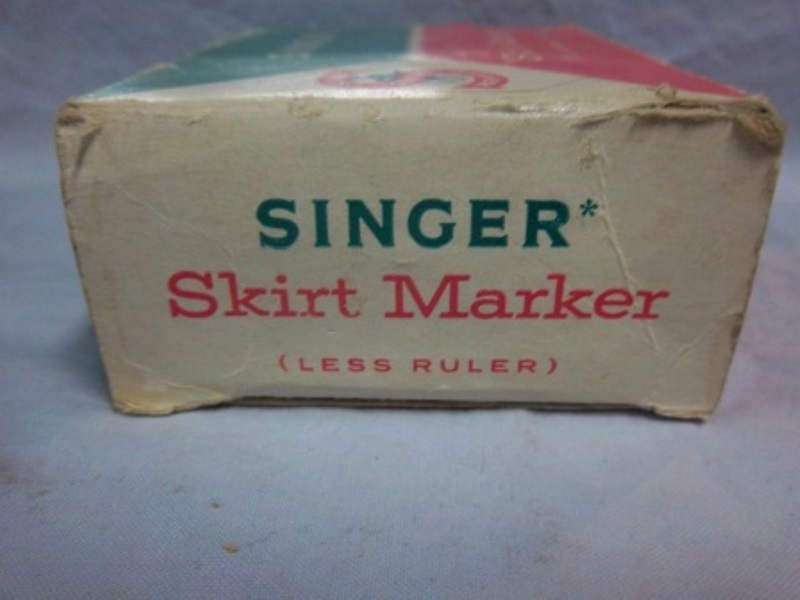 SINGER*
Skirt Marker
(LESS RULER)